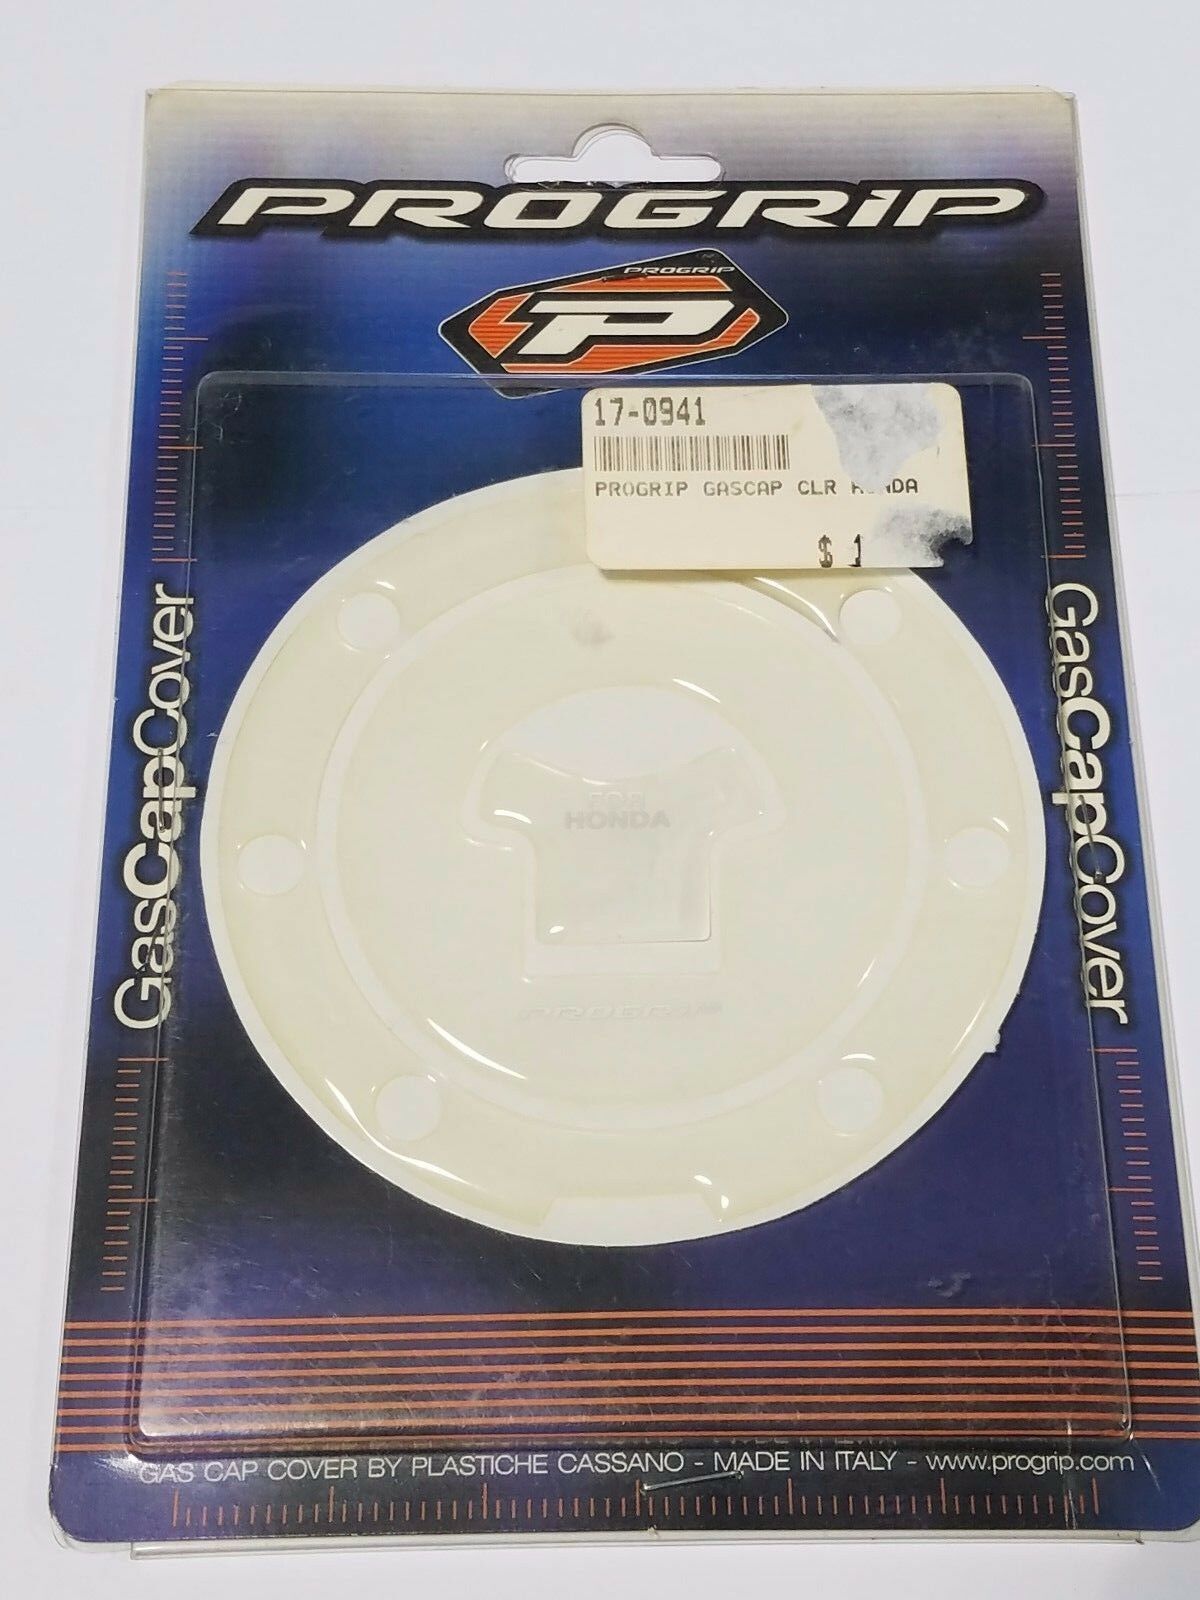 PROGRIP
PROGRIP
P
17-0941
PROGRIP GASCAP CLR HONDA
$ 1
GasCapCover
GasCapCover
FOR
HONDA
PROGRIP
GAS CAP COVER BY PLASTICHE CASSANO - MADE IN ITALY - www.progrip.com